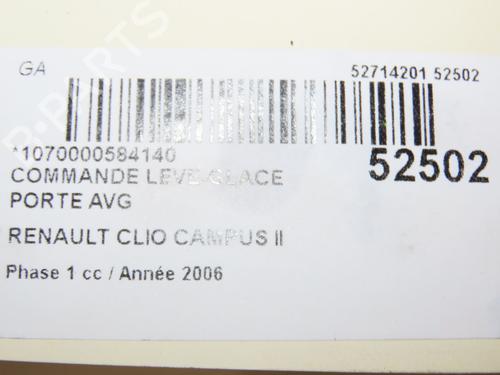 GA
52714201 52502
*1070000584140
52502
COMMANDE LEVE-GLACE
PORTE AVG
RENAULT CLIO CAMPUS II
Phase 1 cc / Année 2006